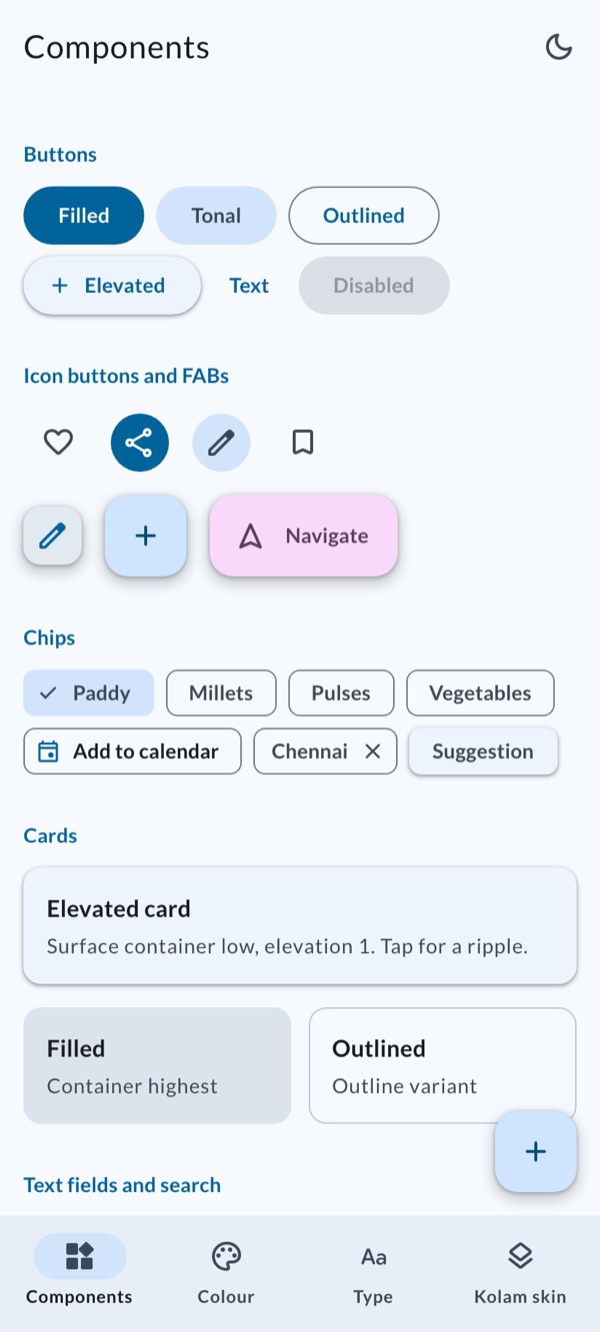 Components
Buttons
Filled
Tonal
Outlined
Elevated
Text
Disabled
Icon buttons and FABs
Navigate
Chips
Paddy
Millets
Pulses
Vegetables
Add to calendar
Chennai
Suggestion
Cards
Elevated card
Surface container low, elevation 1. Tap for a ripple.
Filled
Container highest
Outlined
Outline variant
Text fields and search
Components
Colour
Aa
Type
Kolam skin